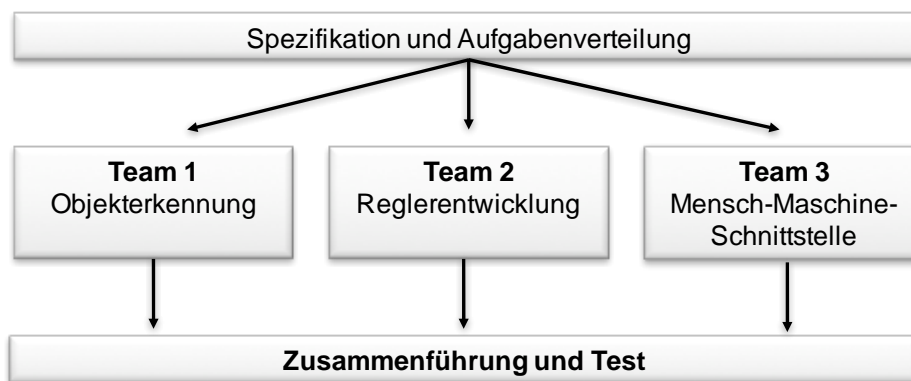 Spezifikation und Aufgabenverteilung
Team 1
Objekterkennung
Team 2
Reglerentwicklung
Team 3
Mensch-Maschine-
Schnittstelle
Zusammenführung und Test